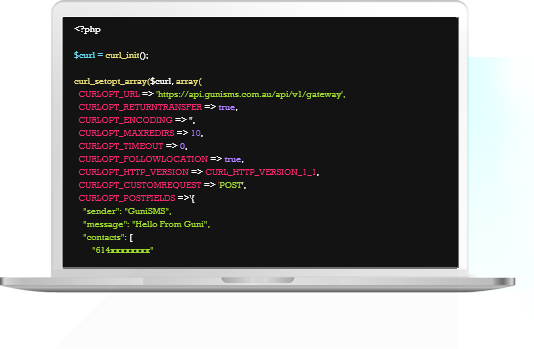 <?php
$curl = curl_init();
curl_setopt_array($curl, array(
CURLOPT_URL => 'https://api.gunisms.com.au/api/v1/gateway',
CURLOPT_RETURNTRANSFER => true,
CURLOPT_ENCODING => '',
CURLOPT_MAXREDIRS => 10,
CURLOPT_TIMEOUT => 0,
CURLOPT_FOLLOWLOCATION => true,
CURLOPT_HTTP_VERSION => CURL_HTTP_VERSION_1_1,
CURLOPT_CUSTOMREQUEST => 'POST',
CURLOPT_POSTFIELDS =>'{
"sender": "GuniSMS",
"message": "Hello From Guni",
"contacts": [
"614xxxxxxxx"